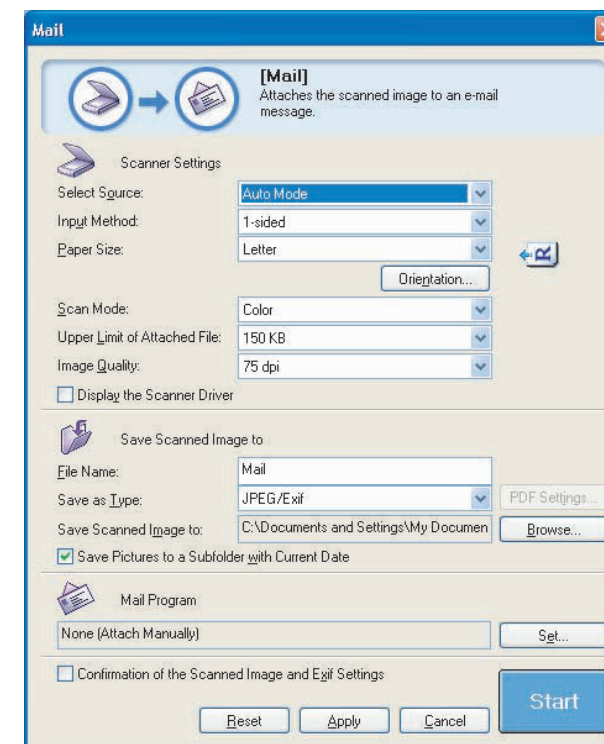 Mail
[Mail]
Attaches the scanned image to an e-mail
message.
Scanner Settings
Select Source: Auto Mode
Input Method: 1-sided
Paper Size: Letter
R
Orientation...
Scan Mode: Color
Upper Limit of Attached File: 150 KB
Image Quality: 75 dpi
Display the Scanner Driver
Save Scanned Image to
File Name: Mail
Save as Type: JPEG/Exif PDF Settings...
Save Scanned Image to: C:\Documents and Settings\My Documen Browse...
Save Pictures to a Subfolder with Current Date
Mail Program
None (Attach Manually) Set...
Confirmation of the Scanned Image and Exif Settings
Start
Reset Apply Cancel